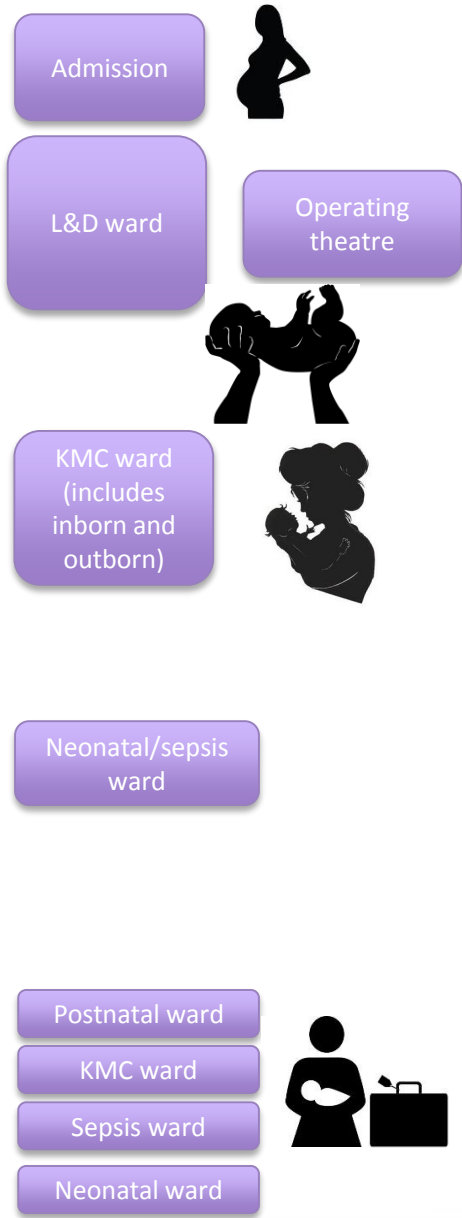 Admission
L&D ward
Operating
theatre
KMC ward
(includes
inborn and
outborn)
Neonatal/sepsis
ward
Postnatal ward
KMC ward
Sepsis ward
Neonatal ward